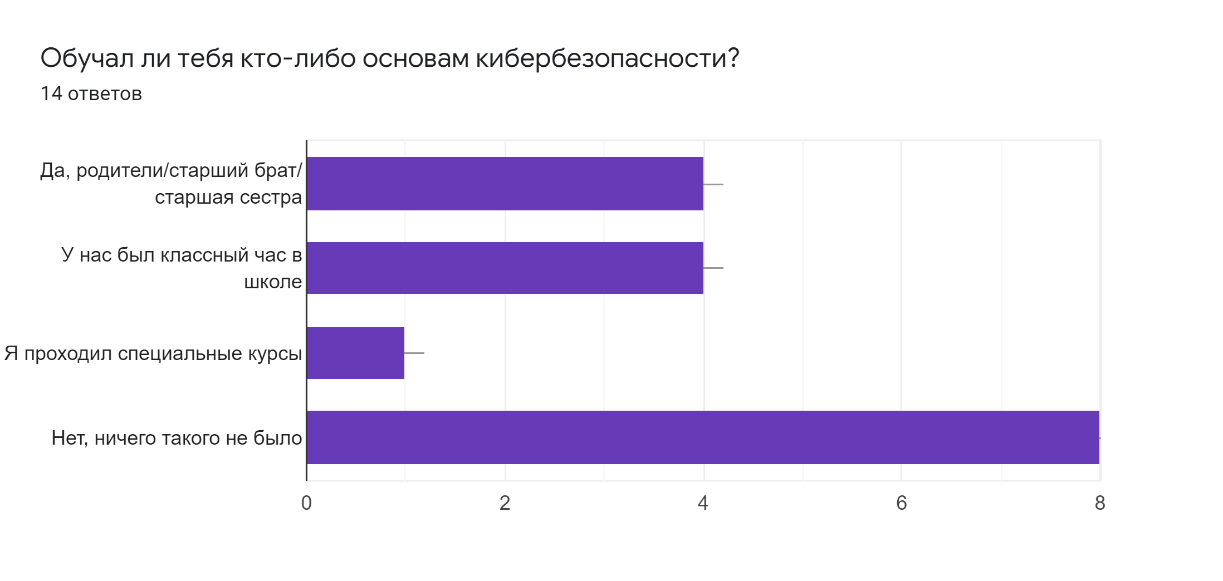 Обучал ли тебя кто-либо основам кибербезопасности?
14 ответов
Да, родители/старший брат/
старшая сестра
У нас был классный час в
школе
Я проходил специальные курсы
Нет, ничего такого не было
0 2 4 6 8